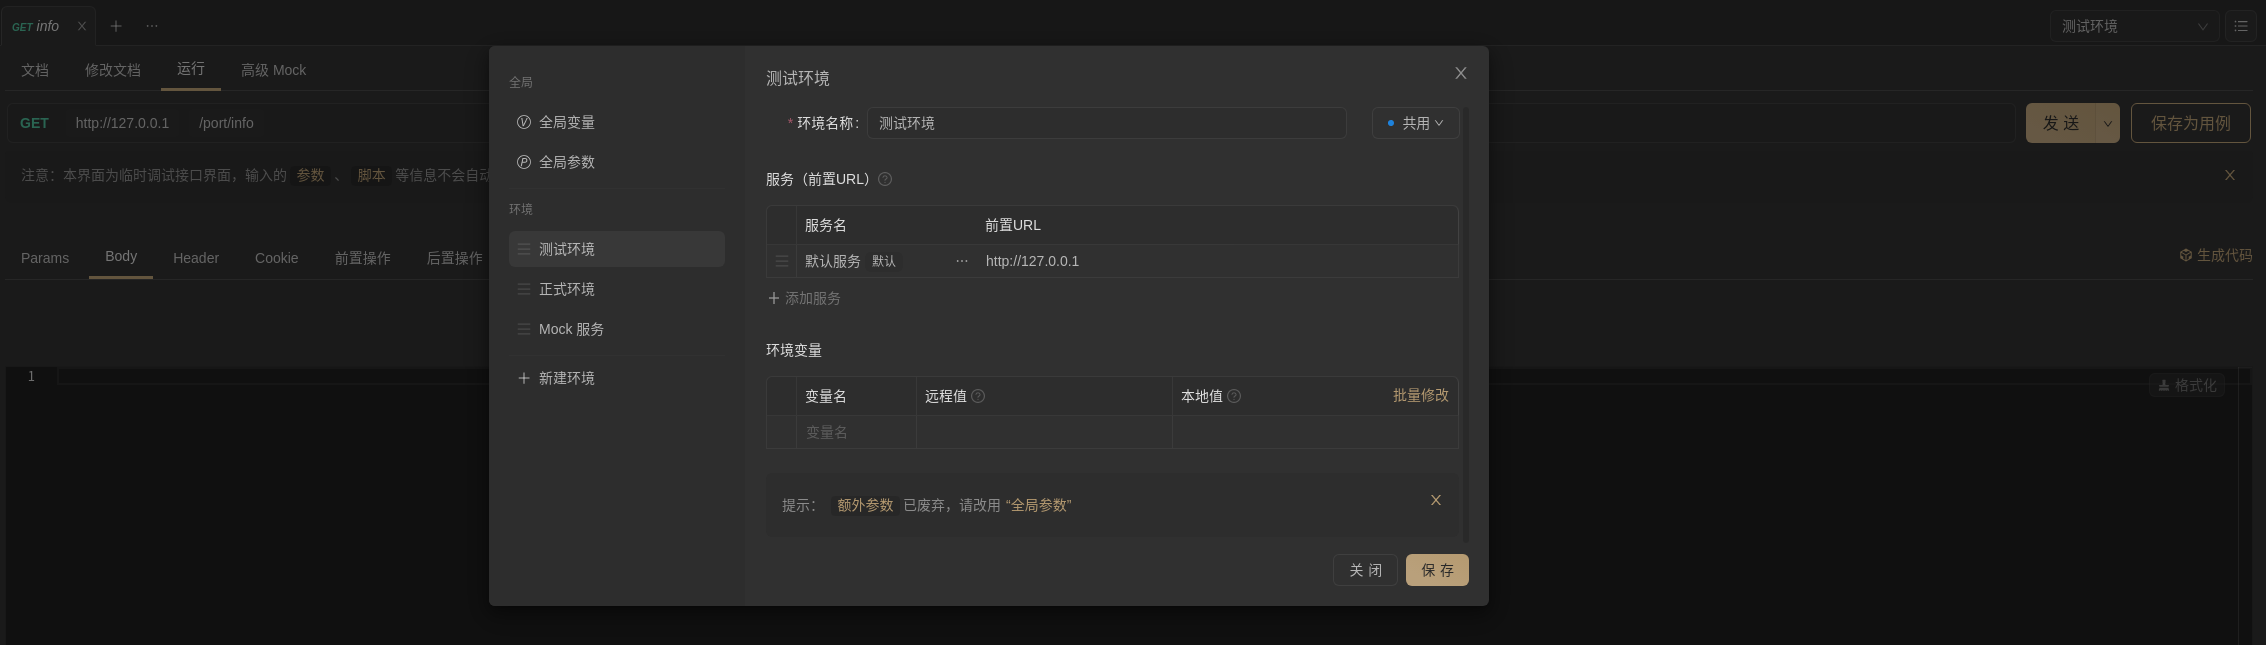 GET info
测试环境
文档 修改文档 运行 高级 Mock
GET http://127.0.0.1 /port/info
发 送 保存为用例
注意：本界面为临时调试接口界面，输入的 参数 、 脚本 等信息不会自动
Params Body Header Cookie 前置操作 后置操作
生成代码
1
格式化
全局
全局变量
全局参数
环境
测试环境
正式环境
Mock 服务
新建环境
测试环境
* 环境名称： 测试环境 共用
服务（前置URL）
服务名 前置URL
默认服务 默认 ··· http://127.0.0.1
添加服务
环境变量
变量名 远程值 本地值 批量修改
变量名
提示： 额外参数 已废弃，请改用 “全局参数”
关 闭 保 存